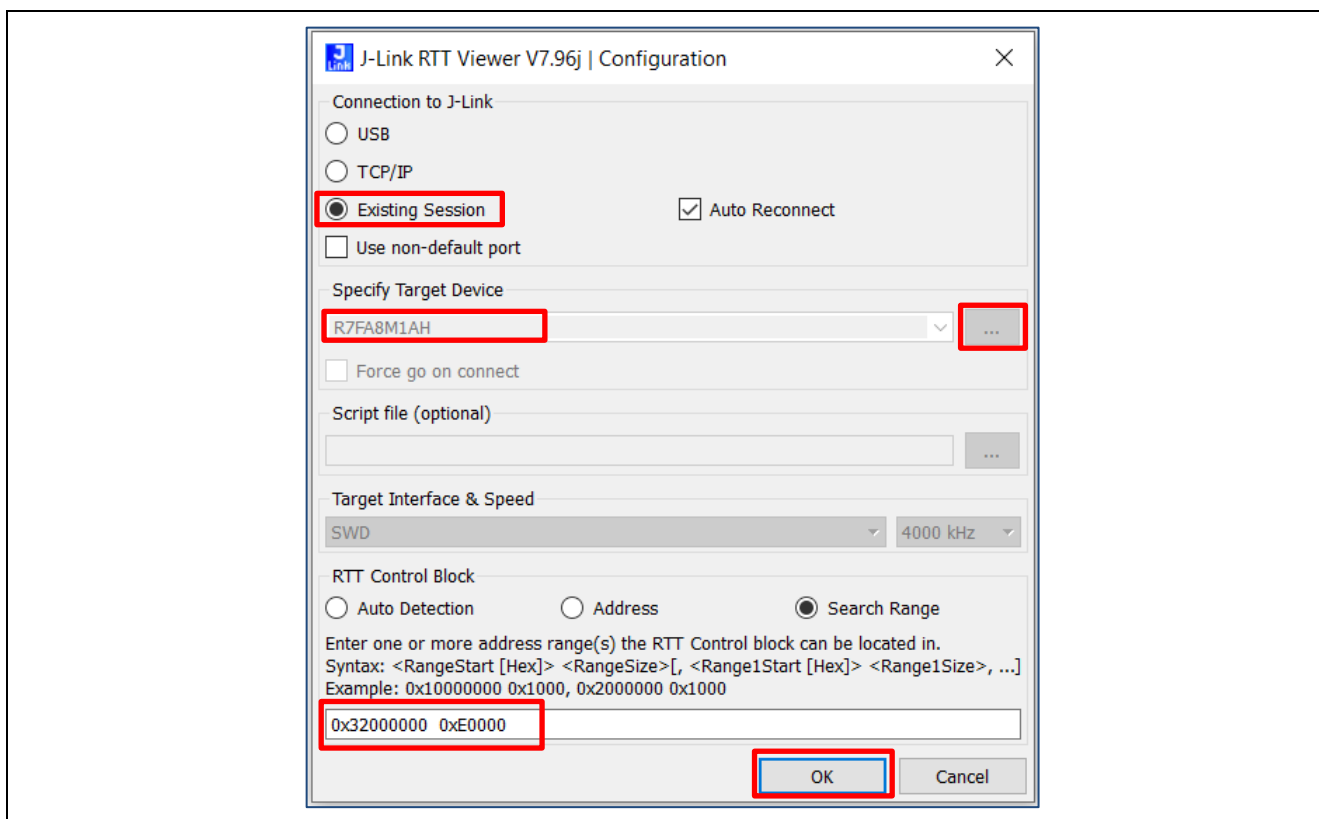 J-Link RTT Viewer V7.96j | Configuration
Connection to J-Link
USB
TCP/IP
Existing Session
Auto Reconnect
Use non-default port
Specify Target Device
R7FA8M1AH
...
Force go on connect
Script file (optional)
...
Target Interface & Speed
SWD
4000 kHz
RTT Control Block
Auto Detection
Address
Search Range
Enter one or more address range(s) the RTT Control block can be located in.
Syntax: <RangeStart [Hex]> <RangeSize>[, <Range1Start [Hex]> <Range1Size>, ...]
Example: 0x10000000 0x1000, 0x2000000 0x1000
0x32000000 0xE0000
OK
Cancel